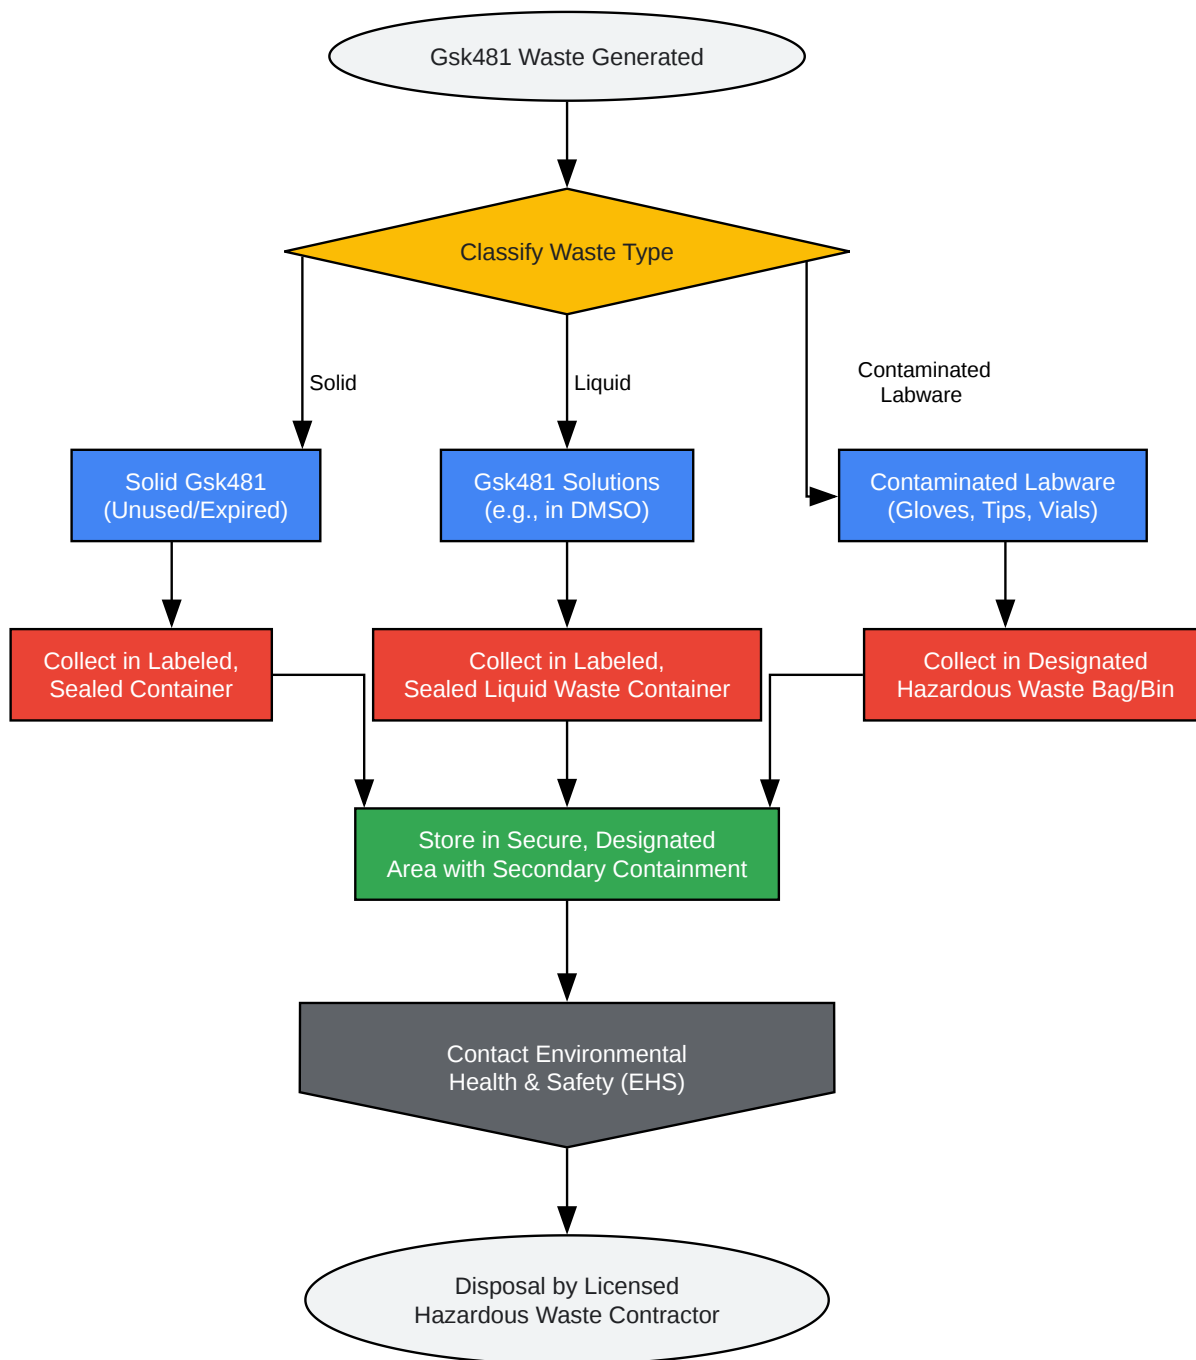 Gsk481 Waste Generated
Classify Waste Type
Solid
Liquid
Contaminated
Labware
Solid Gsk481
(Unused/Expired)
Gsk481 Solutions
(e.g., in DMSO)
Contaminated Labware
(Gloves, Tips, Vials)
Collect in Labeled,
Sealed Container
Collect in Labeled,
Sealed Liquid Waste Container
Collect in Designated
Hazardous Waste Bag/Bin
Store in Secure, Designated
Area with Secondary Containment
Contact Environmental
Health & Safety (EHS)
Disposal by Licensed
Hazardous Waste Contractor